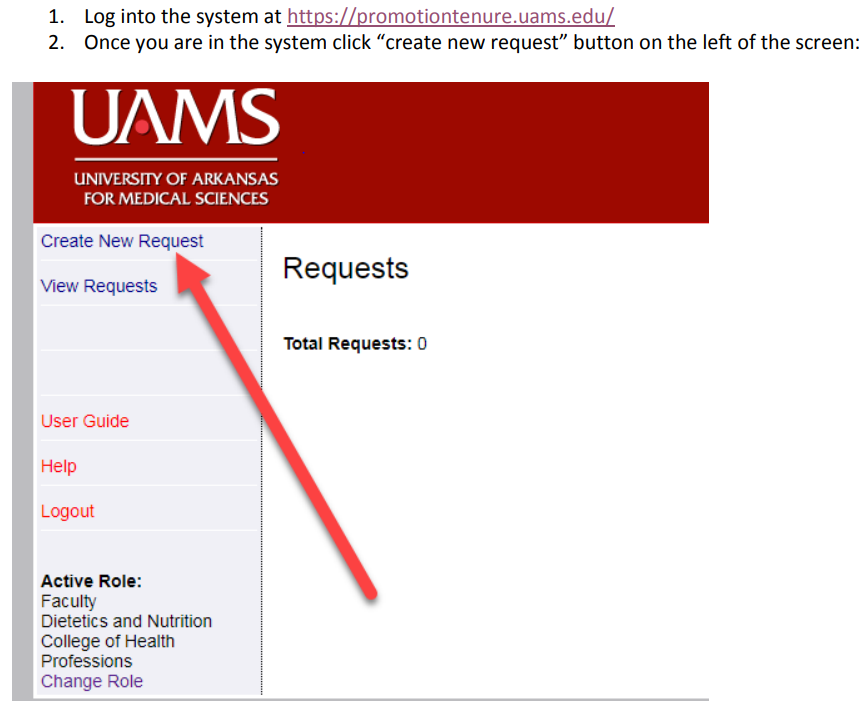 1. Log into the system at https://promotiontenure.uams.edu/
2. Once you are in the system click “create new request” button on the left of the screen:
UAMS
UNIVERSITY OF ARKANSAS
FOR MEDICAL SCIENCES
Create New Request
View Requests
User Guide
Help
Logout
Active Role:
Faculty
Dietetics and Nutrition
College of Health
Professions
Change Role
Requests
Total Requests: 0